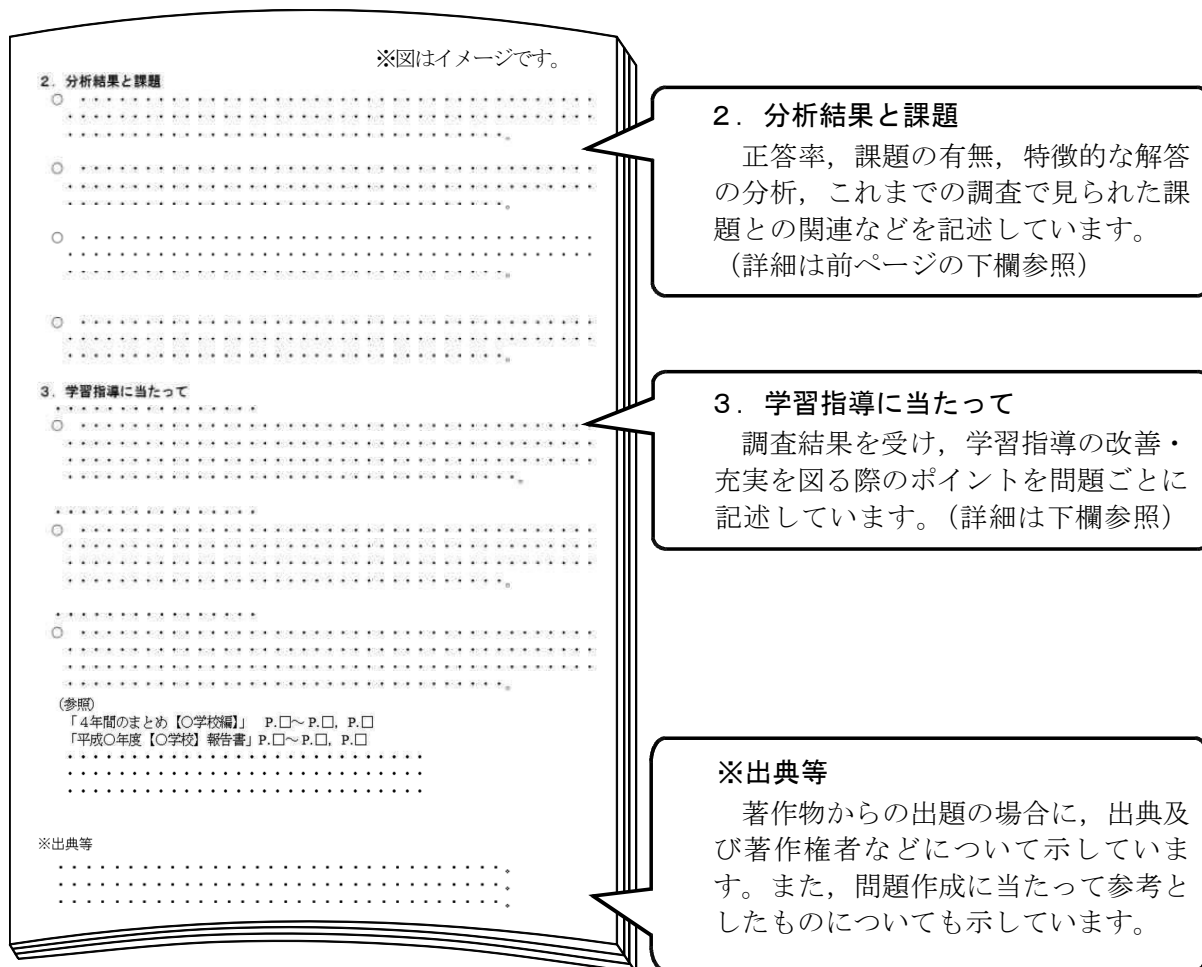 ※図はイメージです。
2. 分析結果と課題
3. 学習指導に当たって
(参照)
「4年間のまとめ【○学校編】」 P.□~P.□, P.□
「平成○年度【○学校】報告書」P.□~P.□, P.□
※出典等
2. 分析結果と課題
正答率，課題の有無，特徴的な解答
の分析，これまでの調査で見られた課
題との関連などを記述しています。
（詳細は前ページの下欄参照）
3. 学習指導に当たって
調査結果を受け，学習指導の改善・
充実を図る際のポイントを問題ごとに
記述しています。（詳細は下欄参照）
※出典等
著作物からの出題の場合に，出典及
び著作権者などについて示していま
す。また，問題作成に当たって参考と
したものについても示しています。